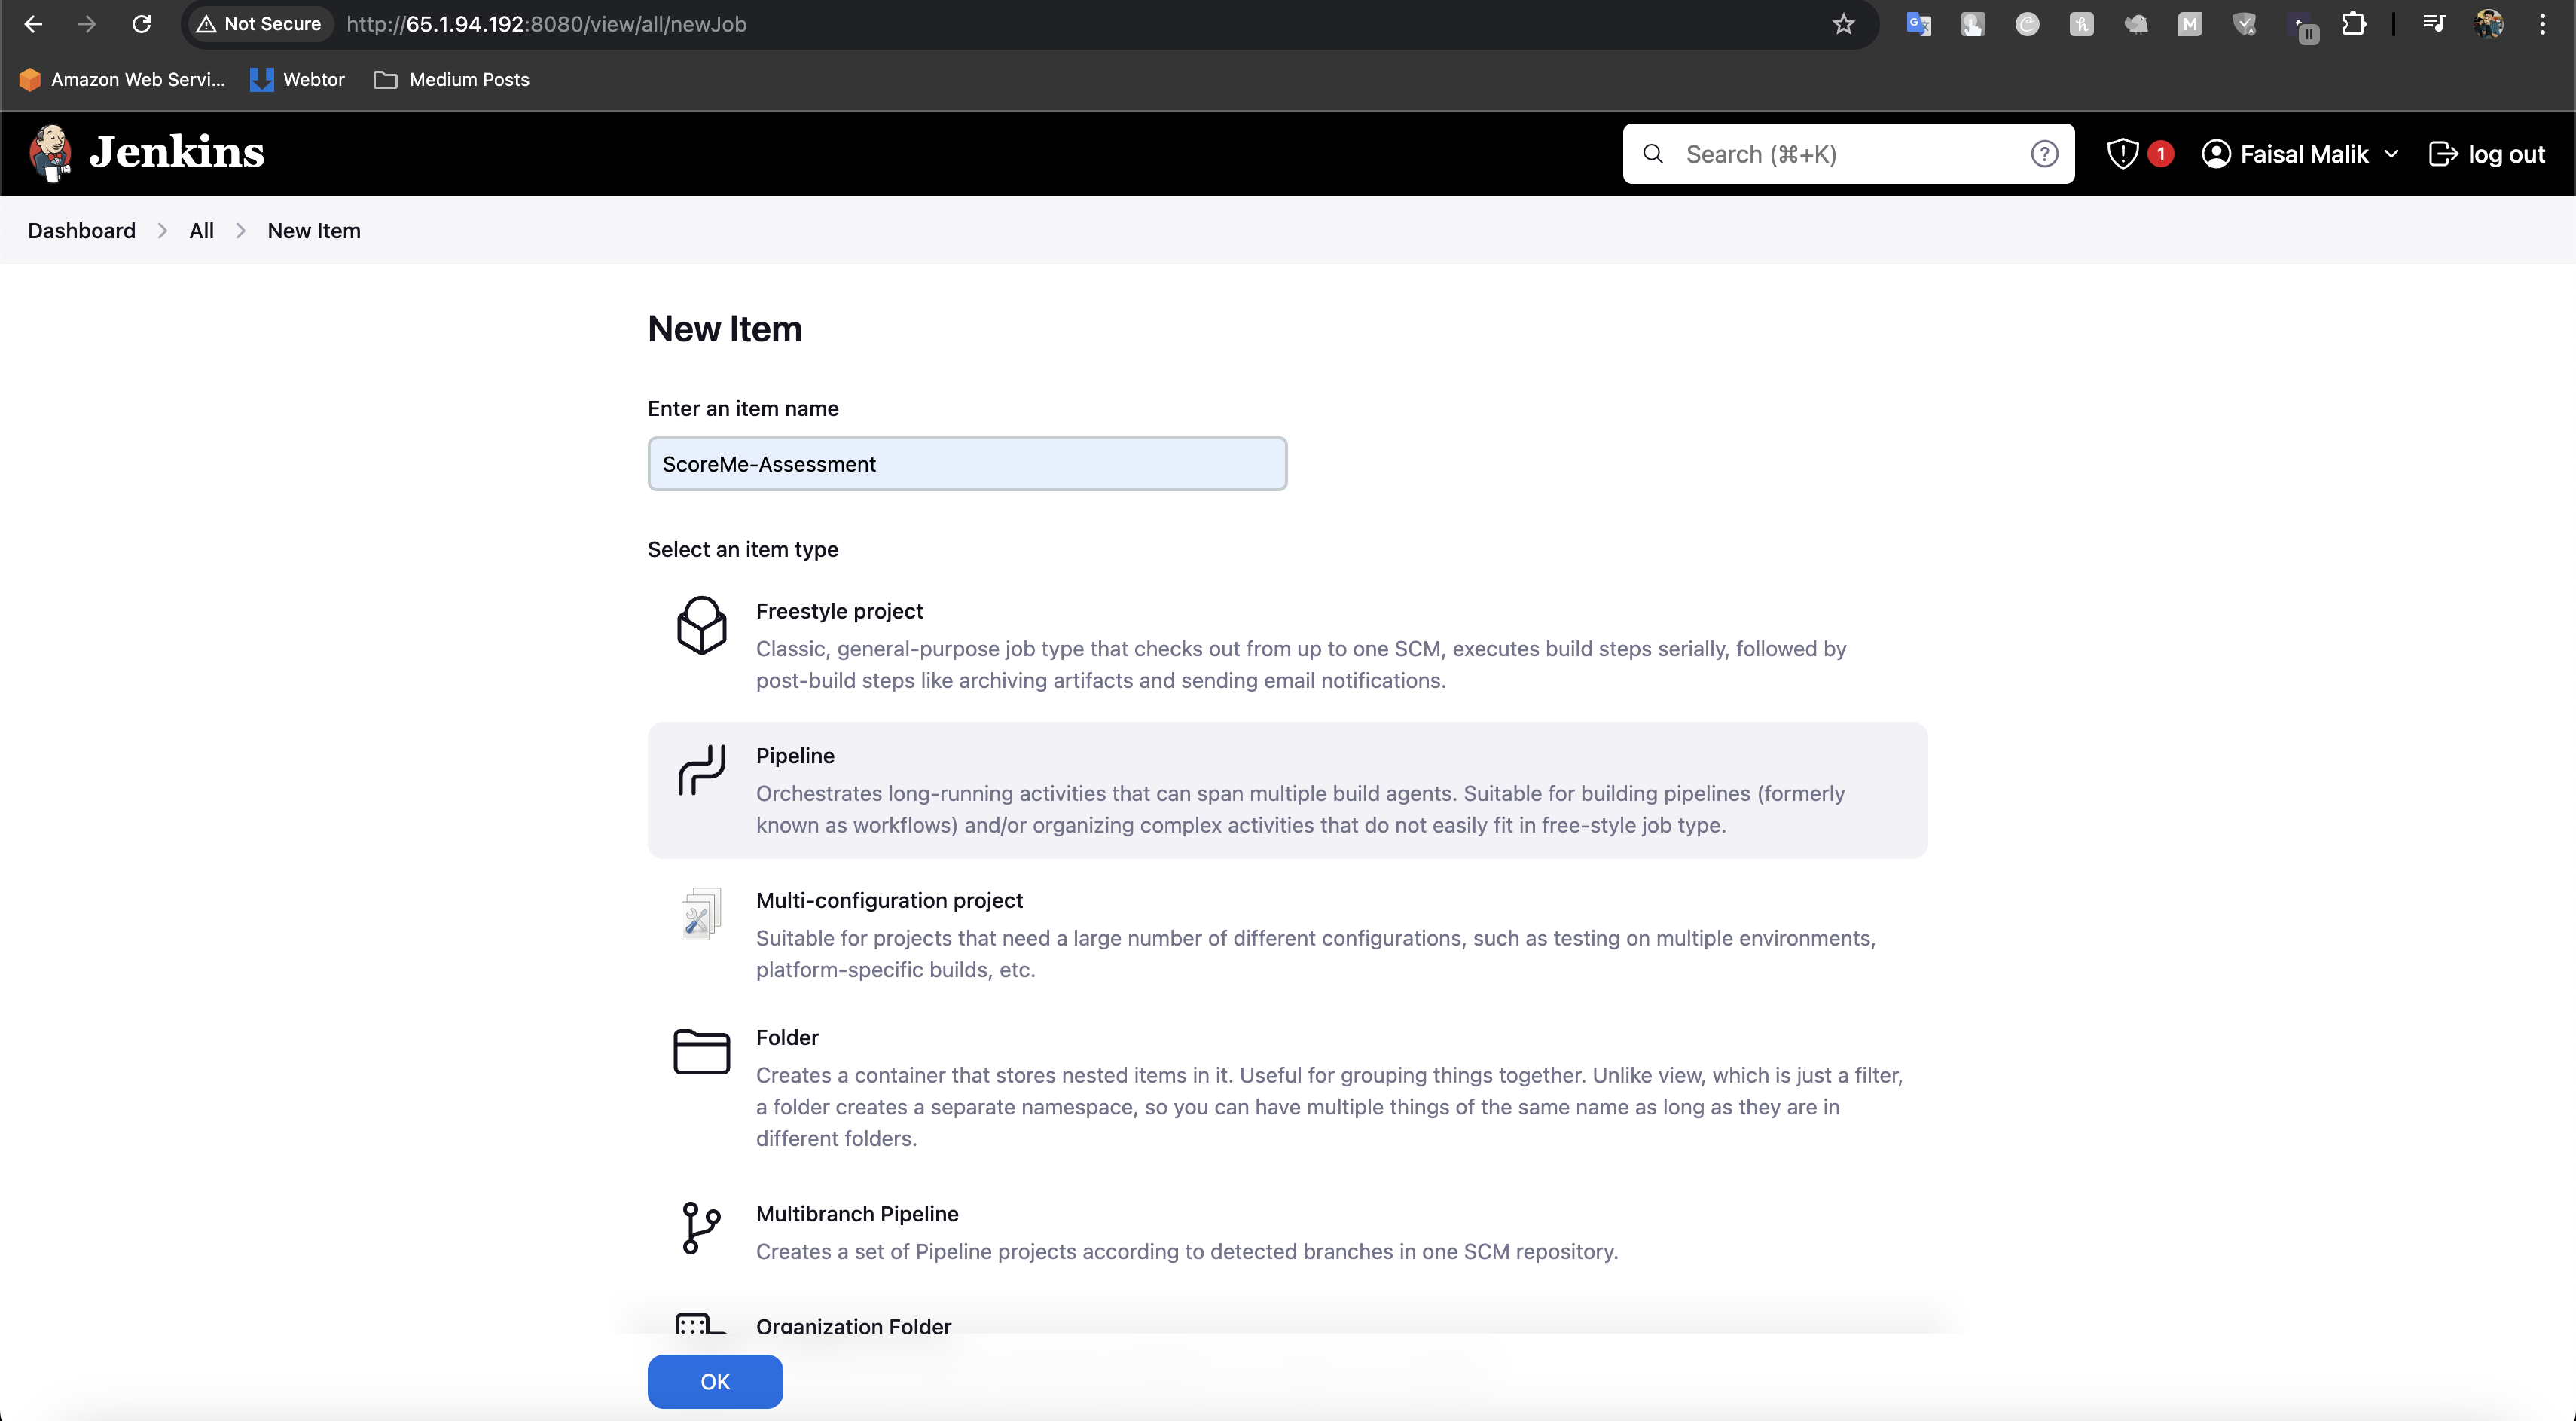 Not Secure http://65.1.94.192:8080/view/all/newJob
Amazon Web Servi... Webtor Medium Posts
Jenkins Search (⌘+K) 1 Faisal Malik log out
Dashboard All New Item
New Item
Enter an item name
ScoreMe-Assessment
Select an item type
Freestyle project
Classic, general-purpose job type that checks out from up to one SCM, executes build steps serially, followed by
post-build steps like archiving artifacts and sending email notifications.
Pipeline
Orchestrates long-running activities that can span multiple build agents. Suitable for building pipelines (formerly
known as workflows) and/or organizing complex activities that do not easily fit in free-style job type.
Multi-configuration project
Suitable for projects that need a large number of different configurations, such as testing on multiple environments,
platform-specific builds, etc.
Folder
Creates a container that stores nested items in it. Useful for grouping things together. Unlike view, which is just a filter,
a folder creates a separate namespace, so you can have multiple things of the same name as long as they are in
different folders.
Multibranch Pipeline
Creates a set of Pipeline projects according to detected branches in one SCM repository.
Organization Folder
OK